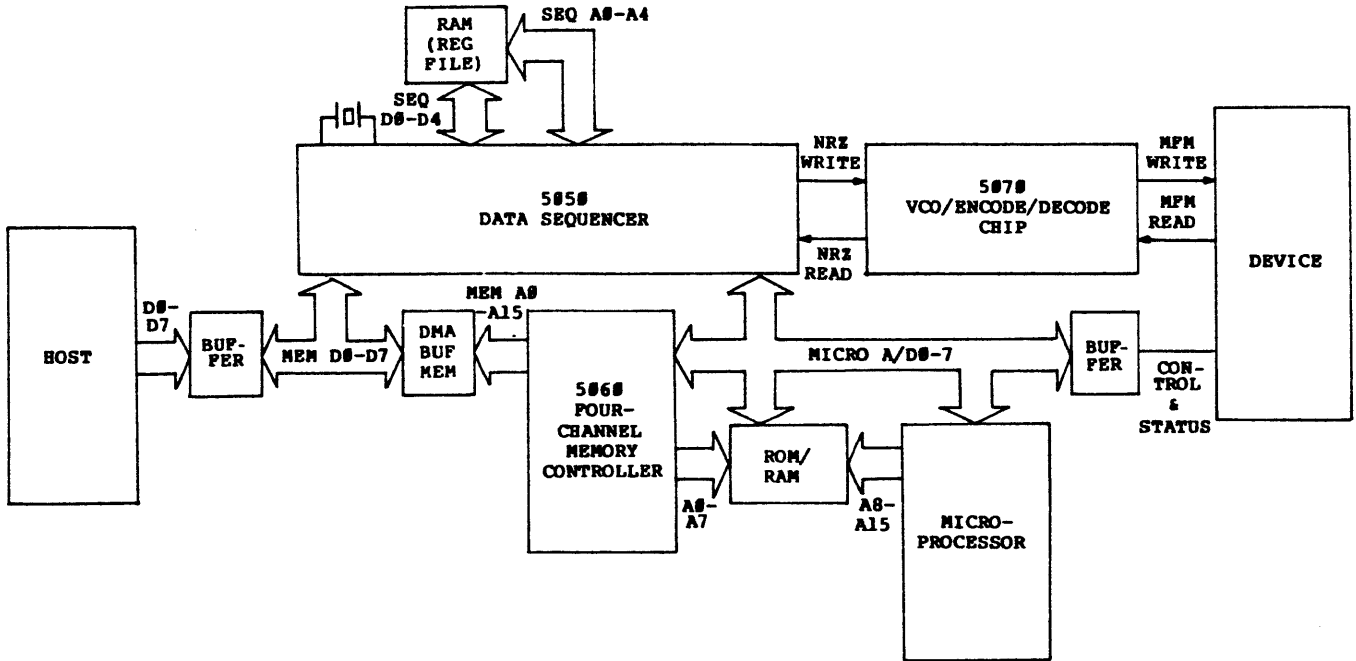 RAM
(REG
FILE)
SEQ A0-A4
SEQ
D0-D4
5050
DATA SEQUENCER
NRZ
WRITE
NRZ
READ
5070
VCO/ENCODE/DECODE
CHIP
MFM
WRITE
MFM
READ
DEVICE
HOST
D0-
D7
BUF-
FER
MEM D0-D7
DMA
BUF
MEM
MEM A0
-A15
5060
FOUR-
CHANNEL
MEMORY
CONTROLLER
MICRO A/D0-7
BUF-
FER
CON-
TROL
&
STATUS
A0-
A7
ROM/
RAM
A8-
A15
MICRO-
PROCESSOR